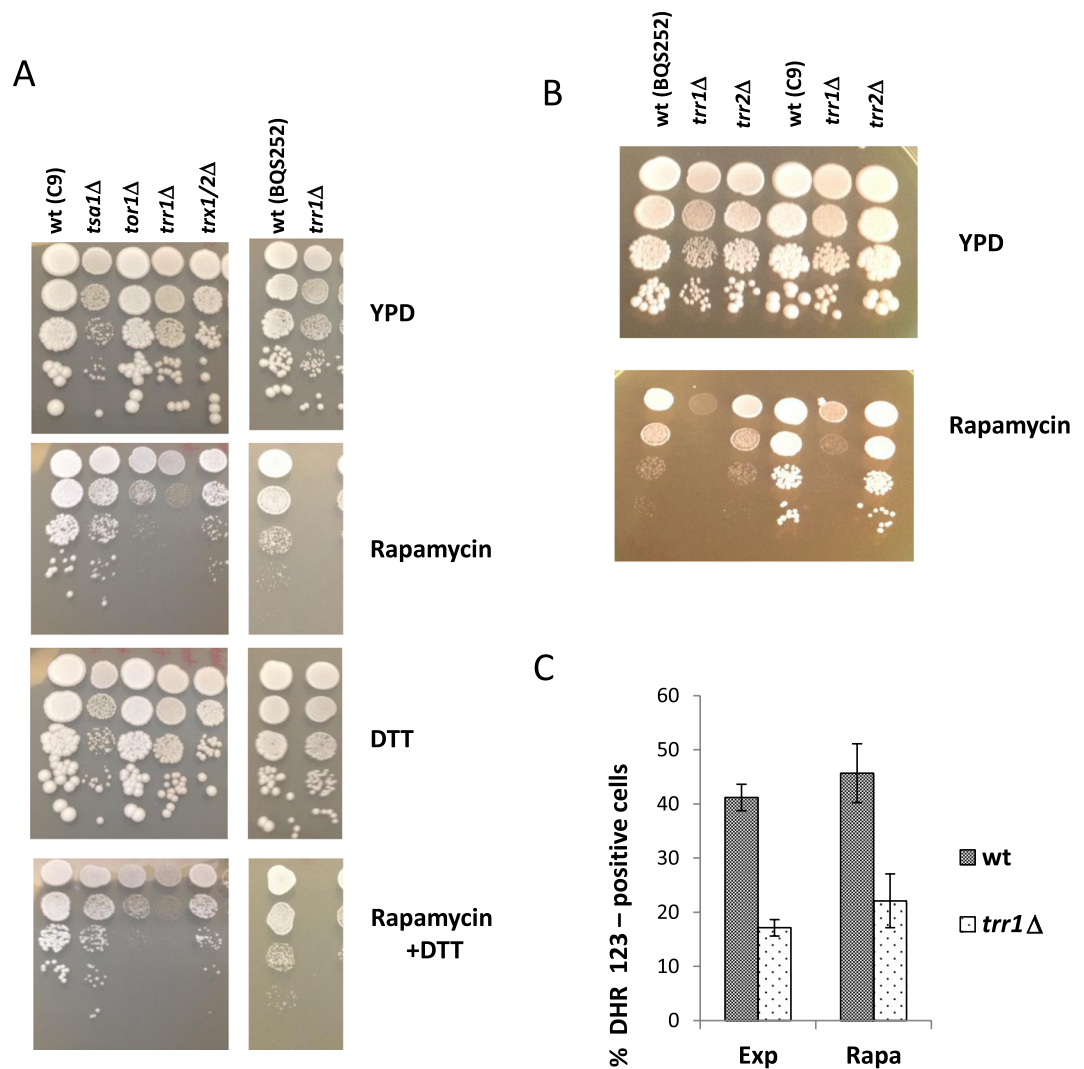 A
wt (C9)
tsa1Δ
tor1Δ
trr1Δ
trx1/2Δ
wt (BQS252)
trr1Δ
YPD
Rapamycin
DTT
Rapamycin
+DTT
B
wt (BQS252)
trr1Δ
trr2Δ
wt (C9)
trr1Δ
trr2Δ
YPD
Rapamycin
C
% DHR 123 – positive cells
60
50
40
30
20
10
0
Exp Rapa
wt
trr1Δ